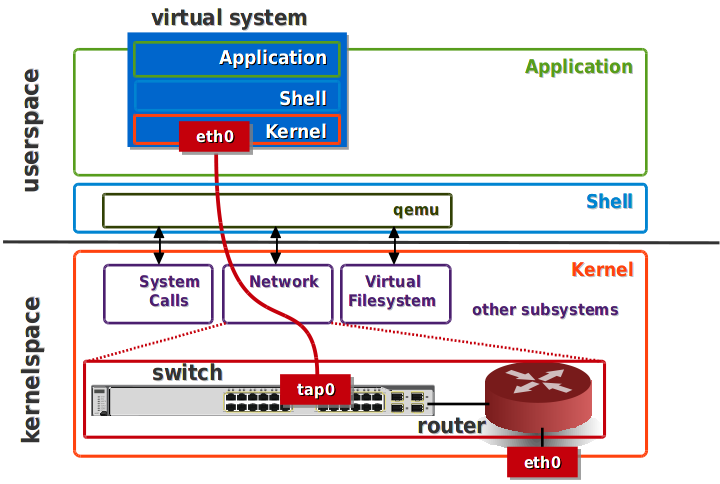 virtual system
Application
Shell
Kernel
eth0
Application
userspace
qemu
Shell
Kernel
System
Calls
Network
Virtual
Filesystem
other subsystems
kernelspace
switch
tap0
router
eth0